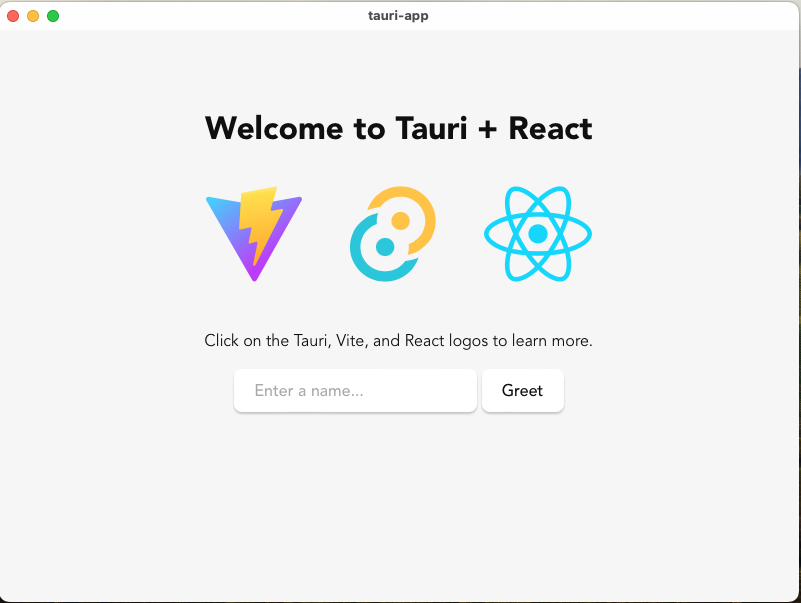 tauri-app
Welcome to Tauri + React
Click on the Tauri, Vite, and React logos to learn more.
Enter a name...
Greet